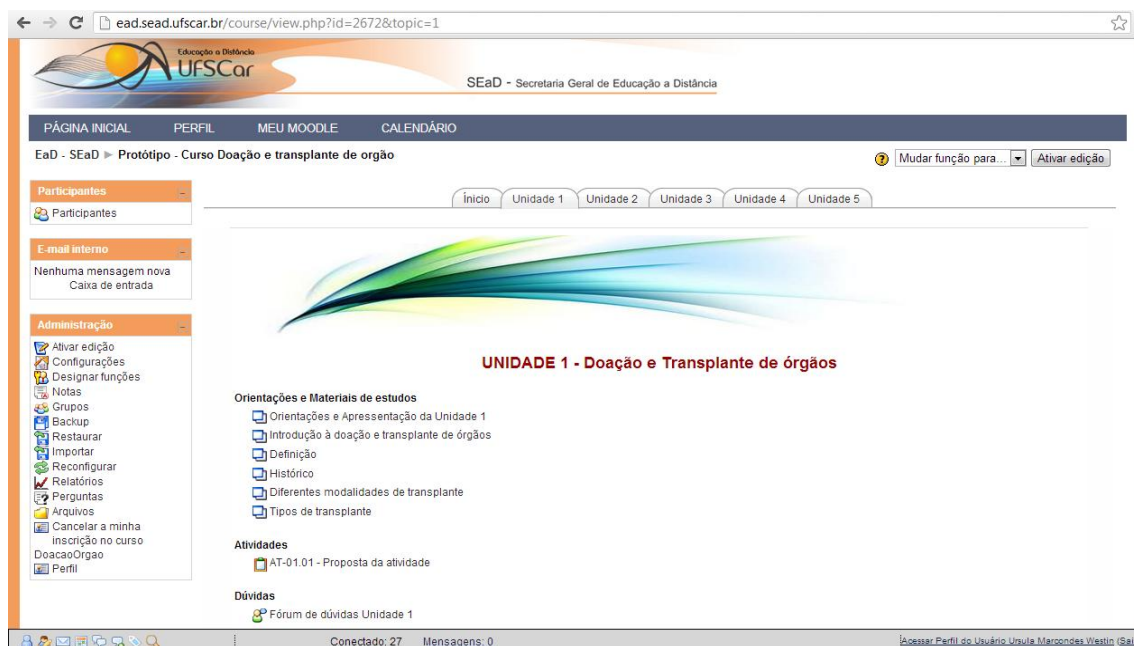 ead.sead.ufscar.br/course/view.php?id=2672&topic=1
Educação a Distância
UFSCar
SEaD - Secretaria Geral de Educação a Distância
PÁGINA INICIAL PERFIL MEU MOODLE CALENDÁRIO
EaD - SEaD ► Protótipo - Curso Doação e transplante de orgão
Mudar função para... Ativar edição
Participantes
Participantes
E-mail interno
Nenhuma mensagem nova
Caixa de entrada
Administração
Ativar edição
Configurações
Designar funções
Notas
Grupos
Backup
Restaurar
Importar
Reconfigurar
Relatórios
Perguntas
Arquivos
Cancelar a minha
inscrição no curso
DoacaoOrgao
Perfil
Ínicio Unidade 1 Unidade 2 Unidade 3 Unidade 4 Unidade 5
UNIDADE 1 - Doação e Transplante de órgãos
Orientações e Materiais de estudos
Orientações e Apressentação da Unidade 1
Introdução à doação e transplante de órgãos
Definição
Histórico
Diferentes modalidades de transplante
Tipos de transplante
Atividades
AT-01.01 - Proposta da atividade
Dúvidas
Fórum de dúvidas Unidade 1
Conectado: 27 Mensagens: 0
Acessar Perfil do Usuário Ursula Marcondes Westin (Sai